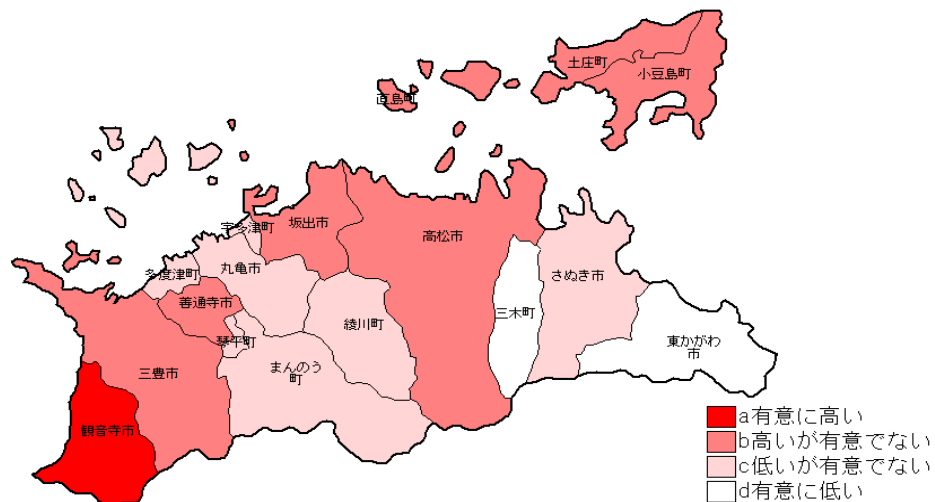 土庄町
小豆島町
直島町
宇多津町
坂出市
高松市
多度津町
丸亀市
さぬき市
善通寺市
三木町
綾川町
琴平町
東かがわ
市
まんのう
町
三豊市
観音寺市
a有意に高い
b高いが有意でない
c低いが有意でない
d有意に低い